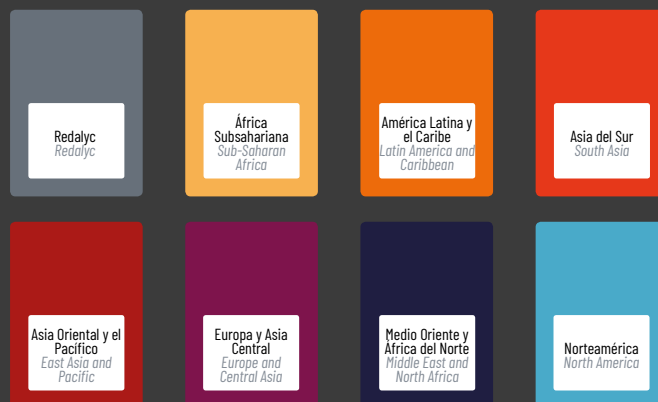 Redalyc
Redalyc
África
Subsahariana
Sub-Saharan
Africa
América Latina y
el Caribe
Latin America and
Caribbean
Asia del Sur
South Asia
Asia Oriental y el
Pacífico
East Asia and
Pacific
Europa y Asia
Central
Europe and
Central Asia
Medio Oriente y
África del Norte
Middle East and
North Africa
Norteamérica
North America